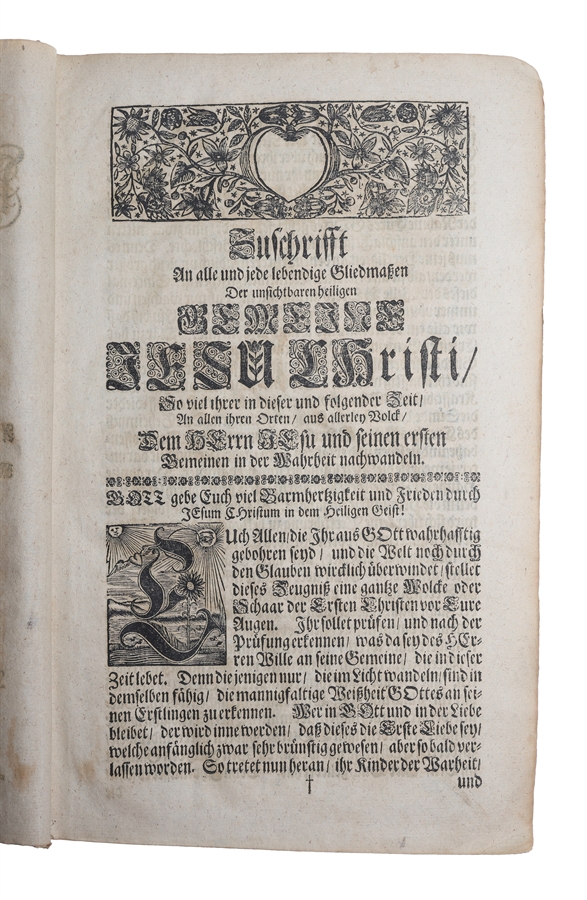 Zuschrifft
An alle und jede lebendige Gliedmaßen
Der unsichtbaren heiligen
GEMEINE
JESU CHristi/
So viel ihrer in dieser und folgender Zeit/
An allen ihren Orten/ aus allerley Volck/
Dem HErrn JEsu und seinen ersten
Gemeinen in der Wahrheit nachwandeln.
GOTT gebe Euch viel Barmhertzigkeit und Frieden durch
JEsum CHristum in dem Heiligen Geist!
EUch Allen/ die Ihr aus GOtt wahrhafftig
gebohren seyd/ und die Welt noch durch
den Glauben wircklich überwindet/ stellet
dieses Zeugniß eine gantze Wolcke oder
Schaar der Ersten Christen vor Eure
Augen. Ihr sollet prüfen/ und nach der
Prüfung erkennen/ was da sey des HEr-
ren Wille an seine Gemeine/ die in dieser
Zeit lebet. Denn die jenigen nur/ die im Licht wandeln/ sind in
demselben fähig/ die mannigfaltige Weißheit GOttes an sei-
nen Erstlingen zu erkennen. Wer in GOtt und in der Liebe
bleibet/ der wird inne werden/ daß dieses die Erste Liebe sey/
welche anfänglich zwar sehr brünstig gewesen/ aber so bald ver-
lassen worden. So tretet nun heran/ ihr Kinder der Warheit/
† und